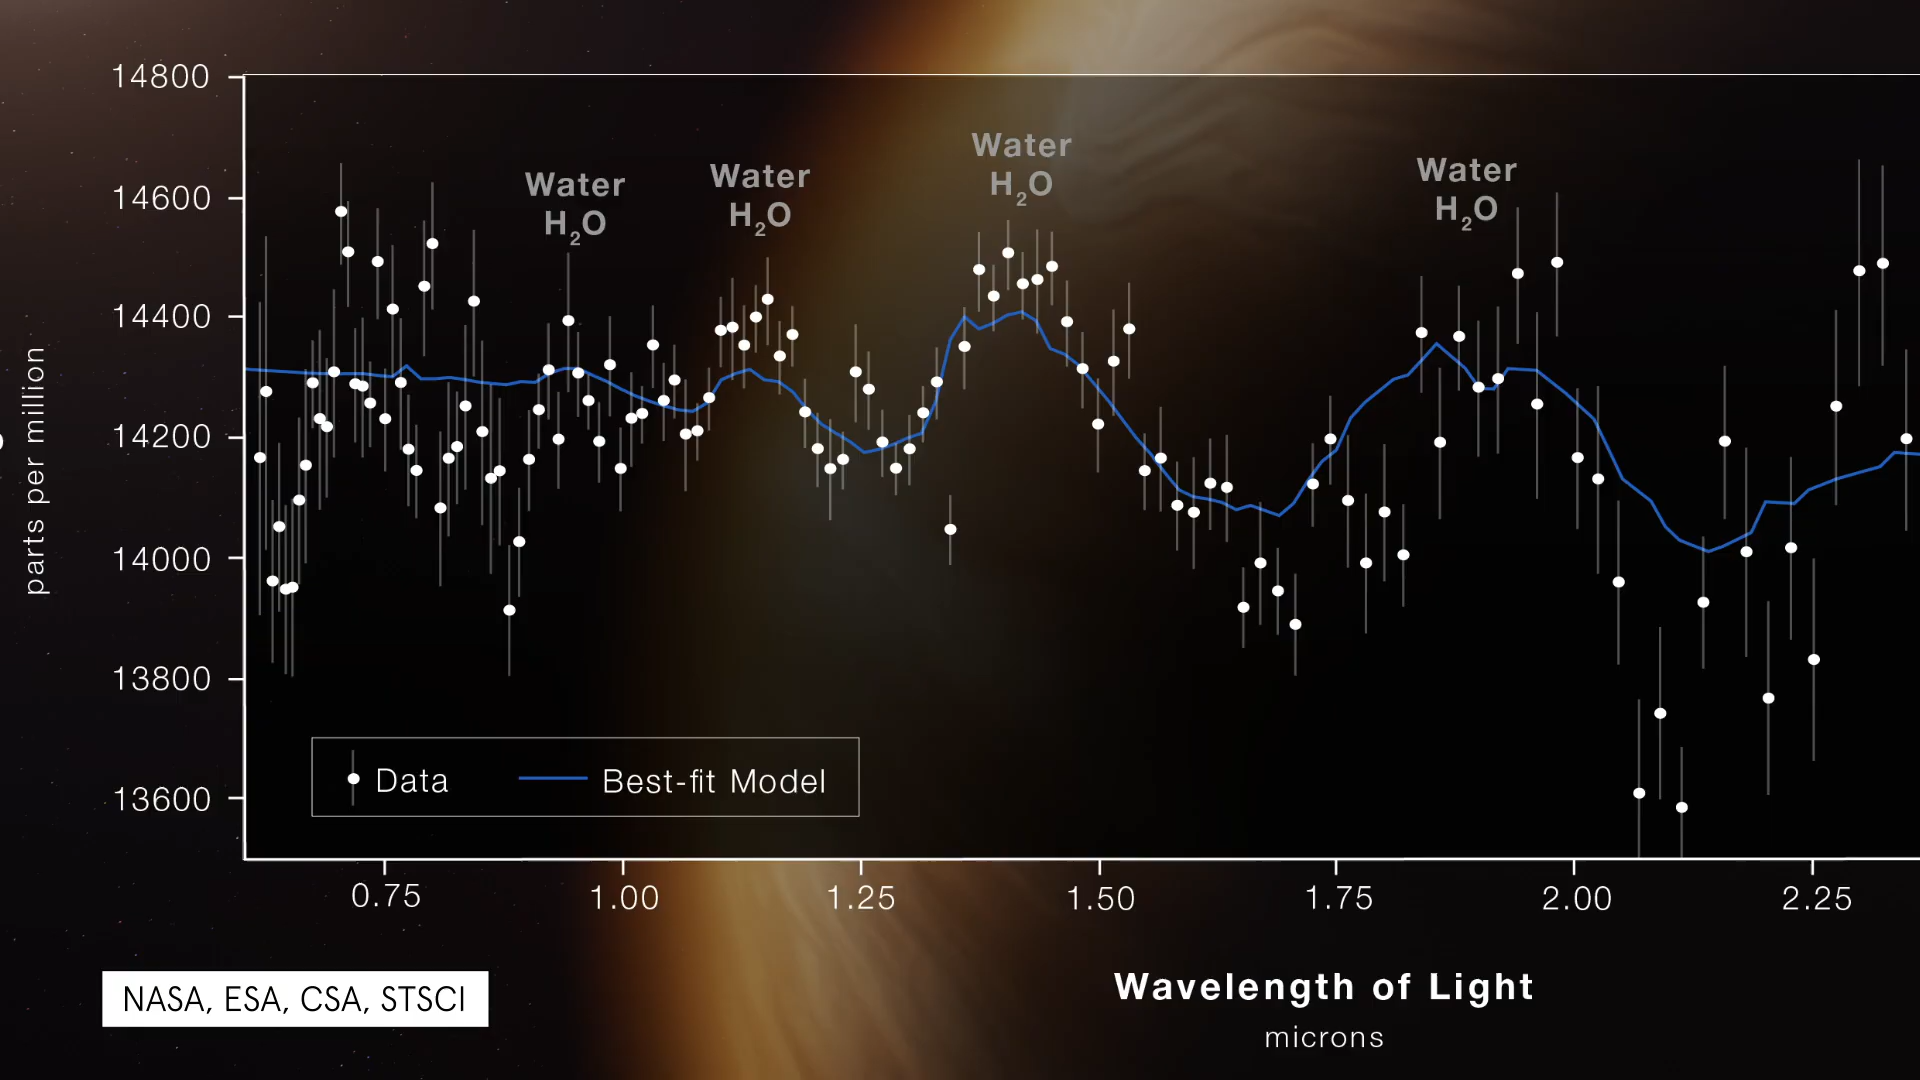 14800
14600
14400
14200
14000
13800
13600
parts per million
Water
H₂O
Water
H₂O
Water
H₂O
Water
H₂O
Data
Best-fit Model
0.75
1.00
1.25
1.50
1.75
2.00
2.25
Wavelength of Light
microns
NASA, ESA, CSA, STSCI